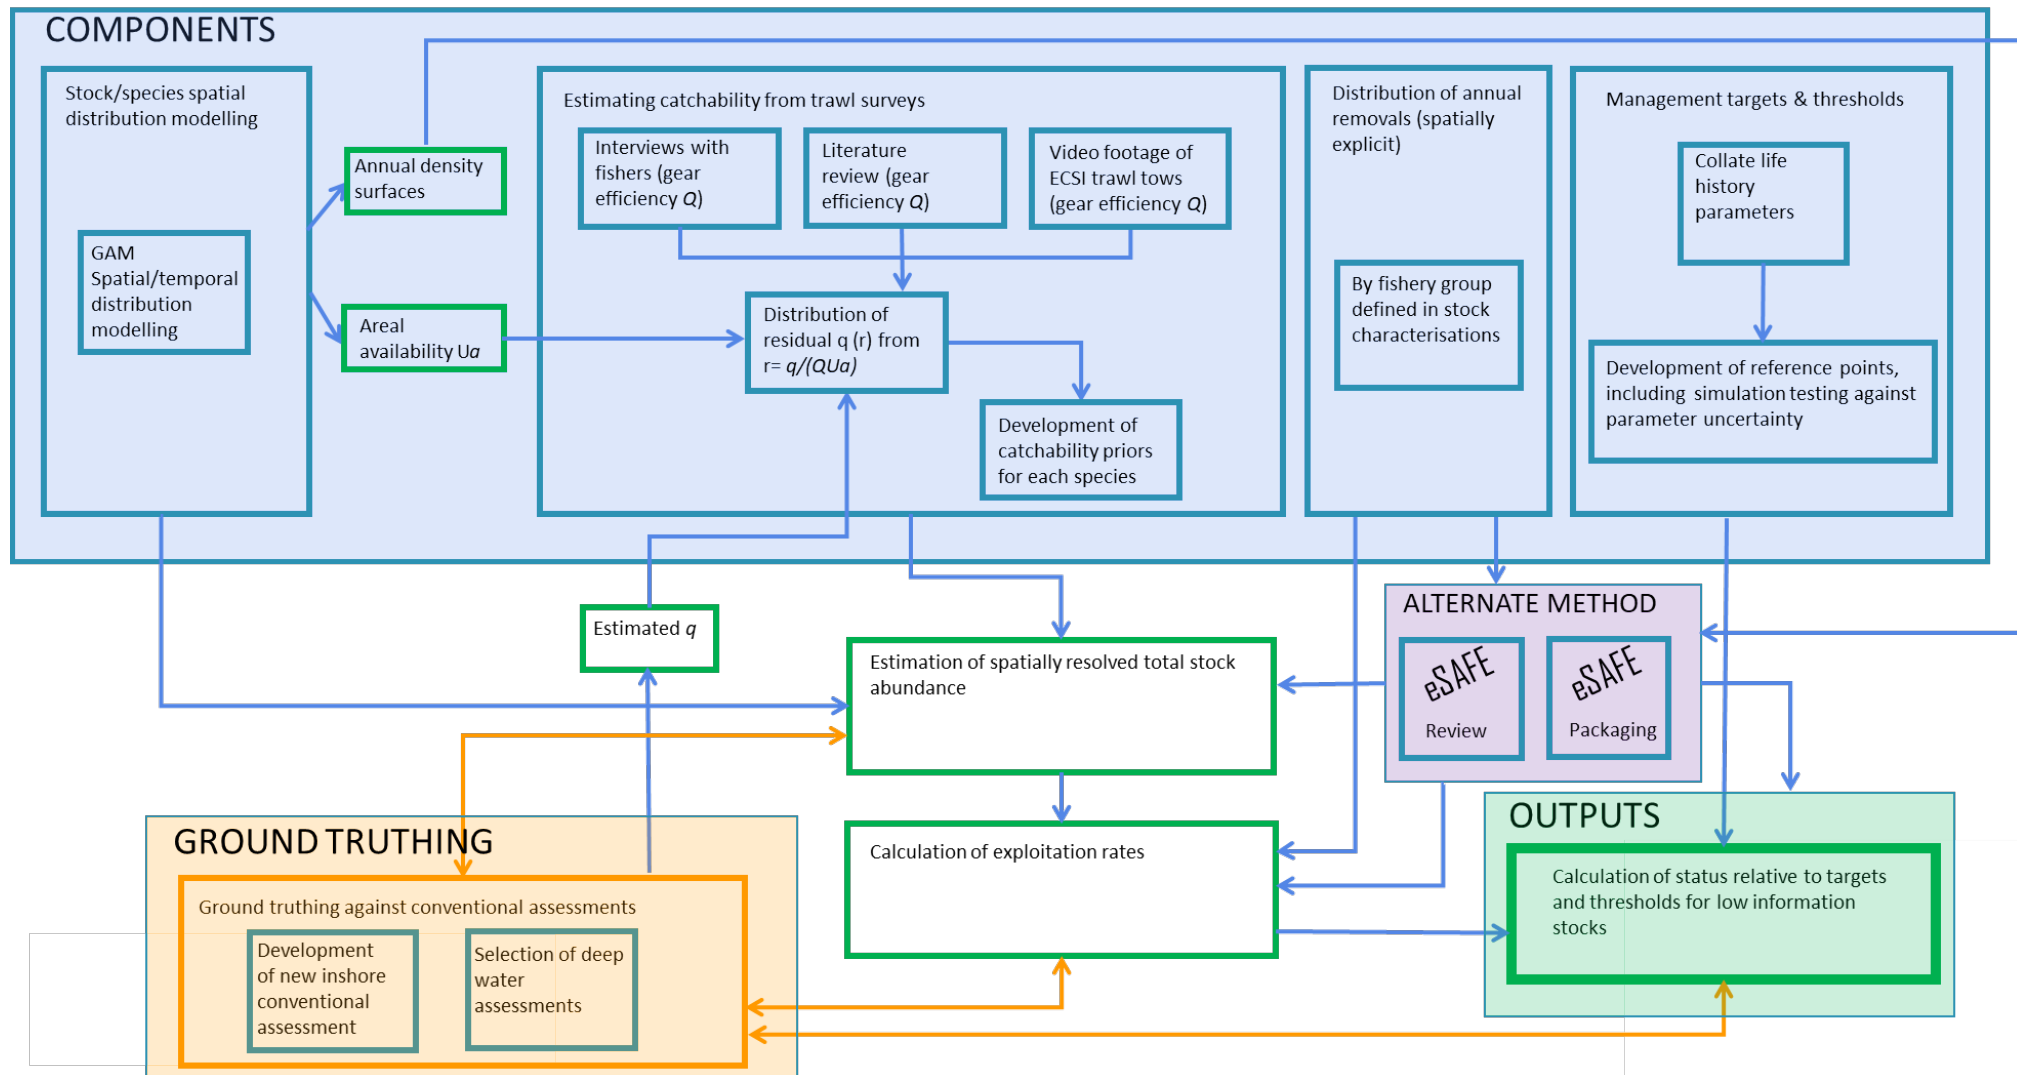 COMPONENTS
Stock/species spatial
distribution modelling
GAM
Spatial/temporal
distribution
modelling
Annual density
surfaces
Areal
availability Ua
Estimating catchability from trawl surveys
Interviews with
fishers (gear
efficiency Q)
Literature
review (gear
efficiency Q)
Video footage of
ECSI trawl tows
(gear efficiency Q)
Distribution of
residual q (r) from
r= q/(QUa)
Development of
catchability priors
for each species
Distribution of annual
removals (spatially
explicit)
By fishery group
defined in stock
characterisations
Management targets & thresholds
Collate life
history
parameters
Development of reference points,
including simulation testing against
parameter uncertainty
Estimated q
Estimation of spatially resolved total stock
abundance
ALTERNATE METHOD
eSAFE
Review
eSAFE
Packaging
GROUND TRUTHING
Ground truthing against conventional assessments
Development
of new inshore
conventional
assessment
Selection of deep
water
assessments
Calculation of exploitation rates
OUTPUTS
Calculation of status relative to targets
and thresholds for low information
stocks